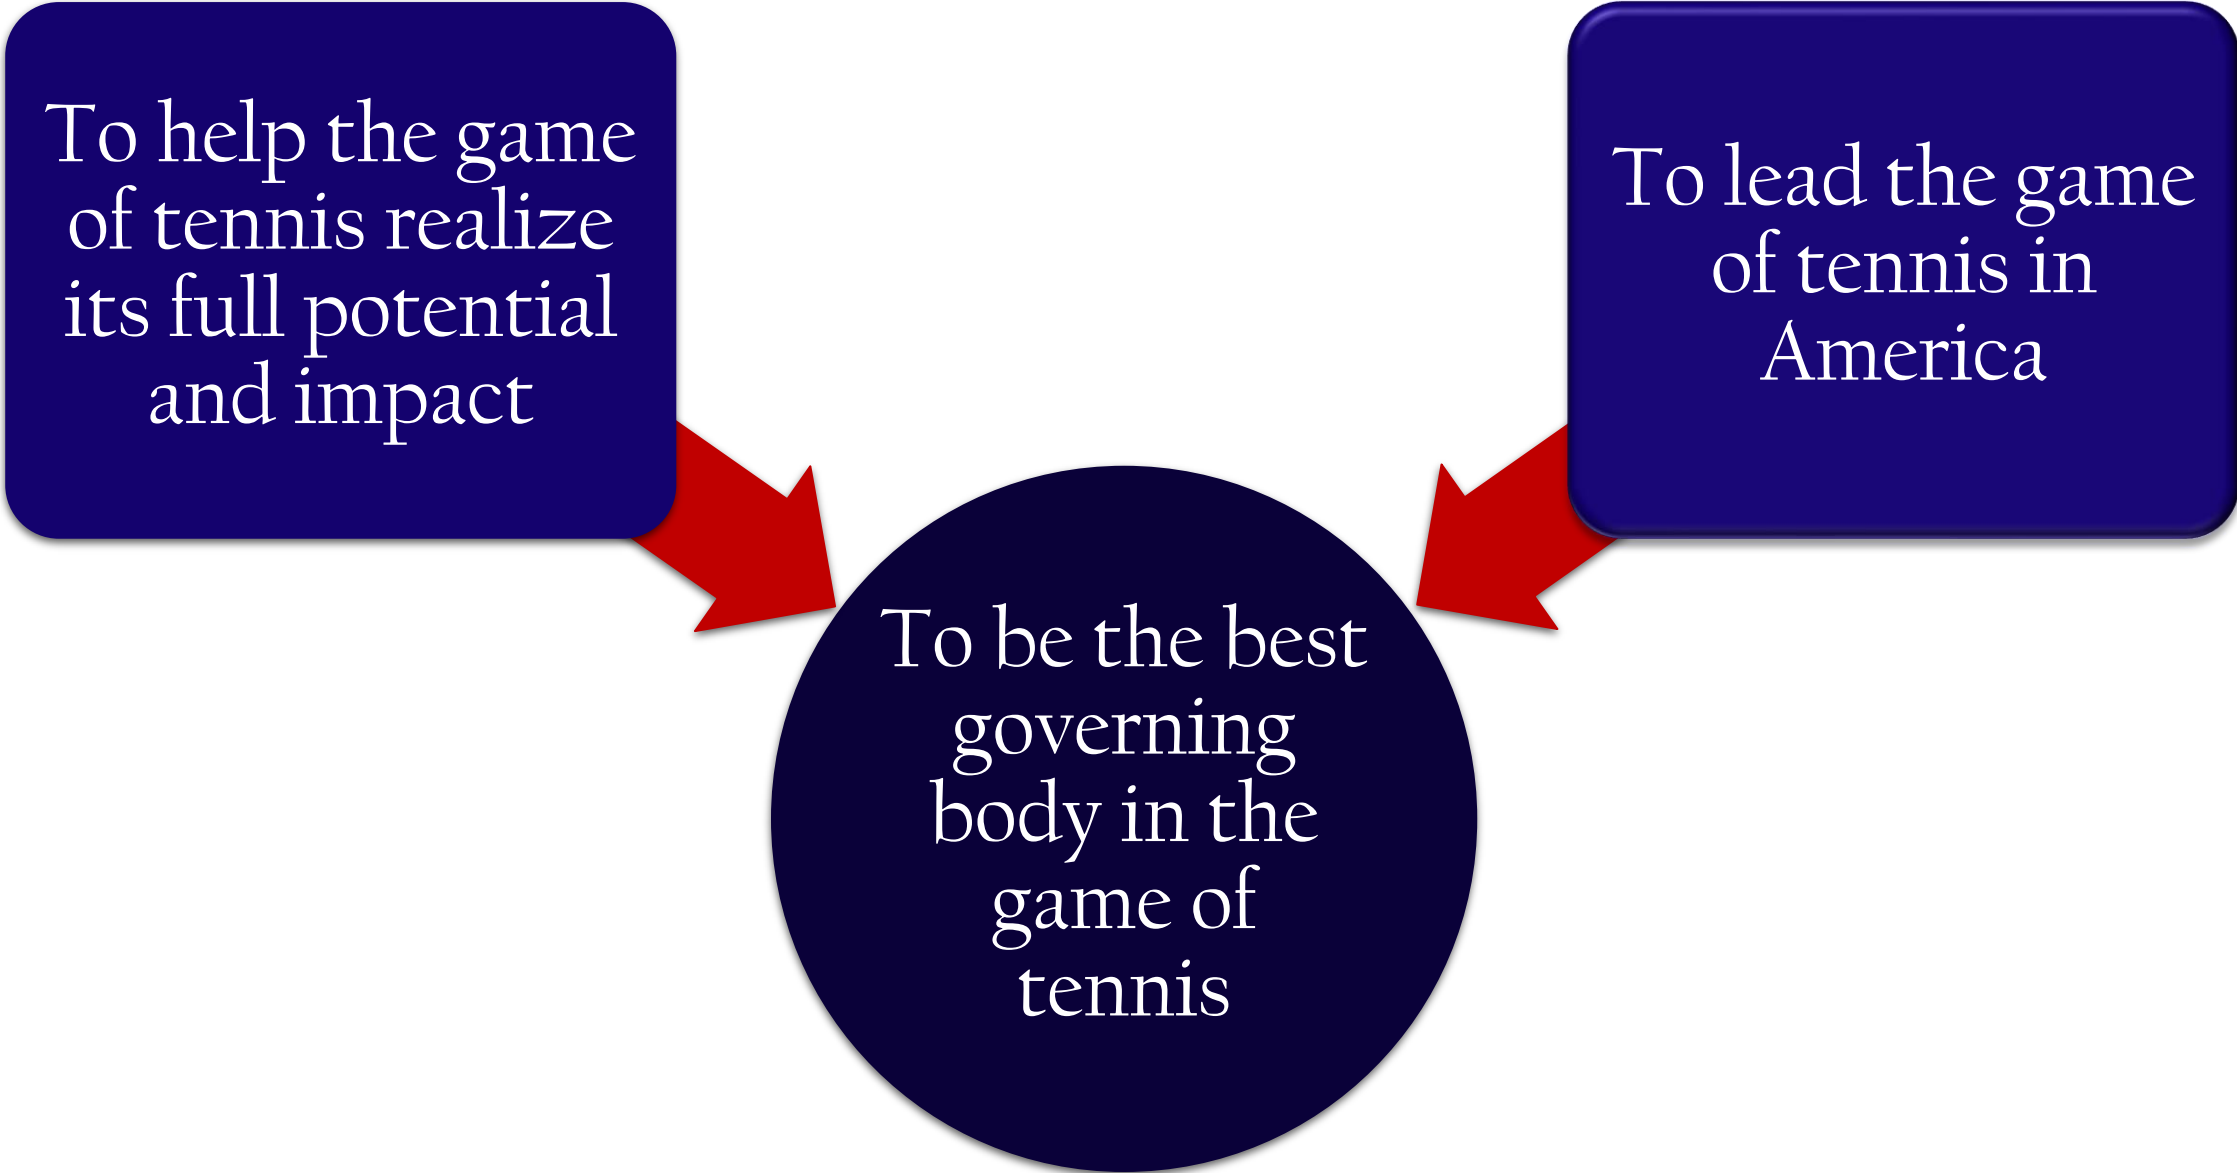 To help the game
of tennis realize
its full potential
and impact
To lead the game
of tennis in
America
To be the best
governing
body in the
game of
tennis